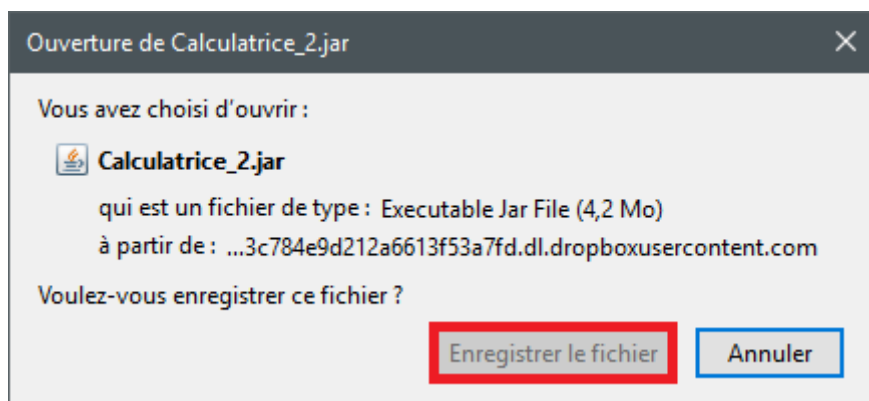 Ouverture de Calculatrice_2.jar
Vous avez choisi d'ouvrir :
Calculatrice_2.jar
qui est un fichier de type : Executable Jar File (4,2 Mo)
à partir de : ...3c784e9d212a6613f53a7fd.dl.dropboxusercontent.com
Voulez-vous enregistrer ce fichier ?
Enregistrer le fichier Annuler